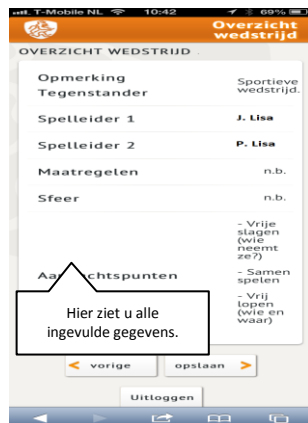 T-Mobile NL 10:42 69%
Overzicht
wedstrijd
OVERZICHT WEDSTRIJD
Opmerking
Tegenstander
Sportieve
wedstrijd.
Spelleider 1
J. Lisa
Spelleider 2
P. Lisa
Maatregelen
n.b.
Sfeer
n.b.
- Vrije
slagen
(wie
neemt
ze?)
- Samen
spelen
- Vrij
lopen
(wie en
waar)
Hier ziet u alle
ingevulde gegevens.
< vorige
opslaan >
Uitloggen